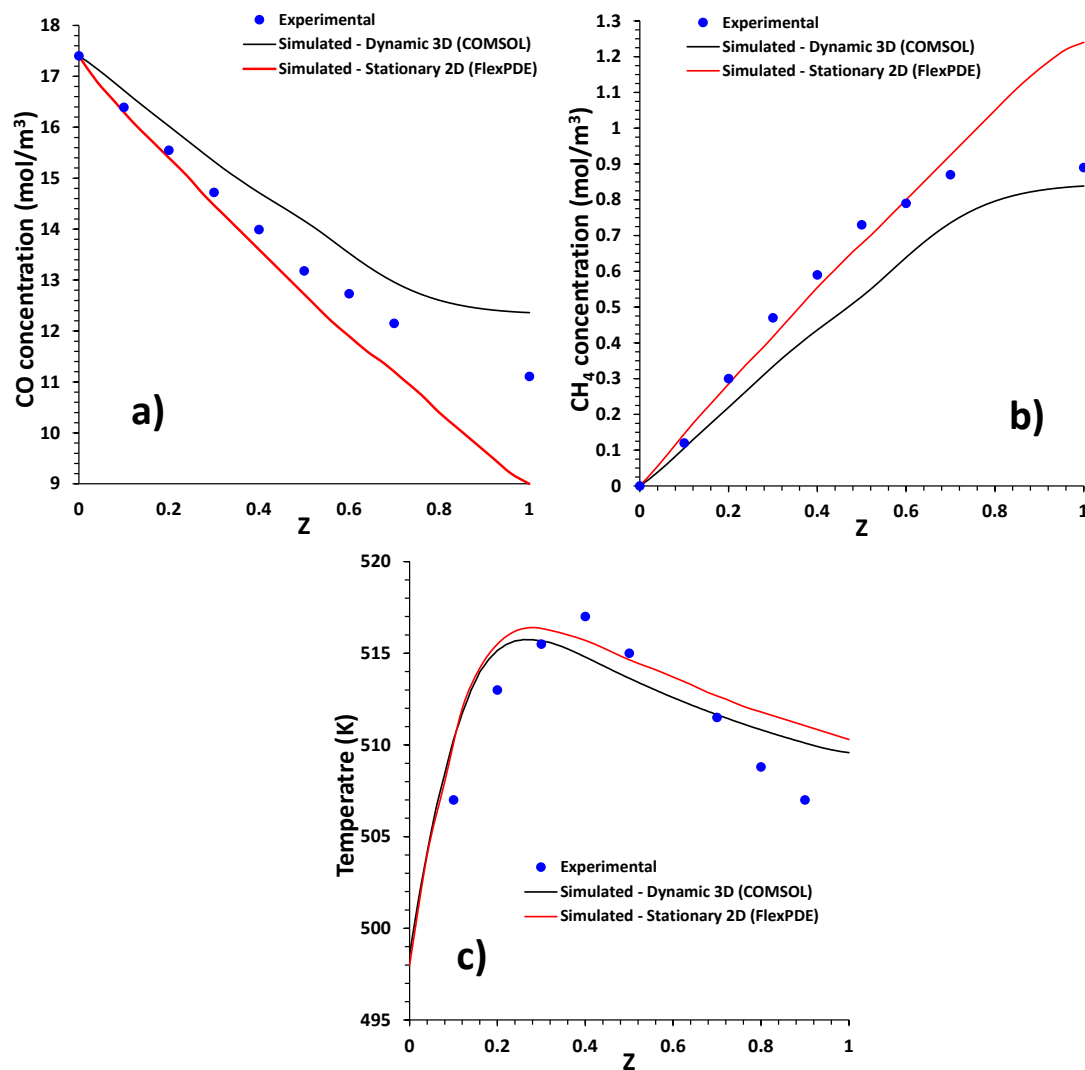 Experimental
Simulated - Dynamic 3D (COMSOL)
Simulated - Stationary 2D (FlexPDE)
CO concentration (mol/m³)
18
17
16
15
14
13
12
11
10
9
0
0.2
0.4
0.6
0.8
1
Z
a)
Experimental
Simulated - Dynamic 3D (COMSOL)
Simulated - Stationary 2D (FlexPDE)
CH₄ concentration (mol/m³)
1.3
1.2
1.1
1
0.9
0.8
0.7
0.6
0.5
0.4
0.3
0.2
0.1
0
0
0.2
0.4
0.6
0.8
1
Z
b)
Temperatre (K)
520
515
510
505
500
495
0
0.2
0.4
0.6
0.8
1
Z
Experimental
Simulated - Dynamic 3D (COMSOL)
Simulated - Stationary 2D (FlexPDE)
c)